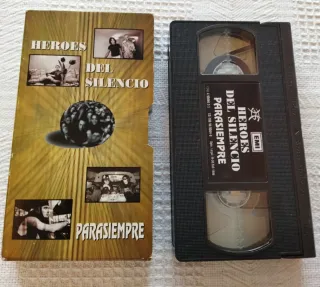 HEROES
DEL
SILENCIO
PARASIEMPRE
EMI
HEROES
DEL SILENCIO
PARASIEMPRE